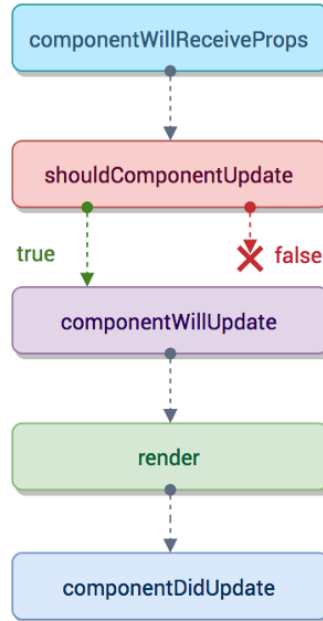 componentWillReceiveProps
shouldComponentUpdate
true
false
componentWillUpdate
render
componentDidUpdate